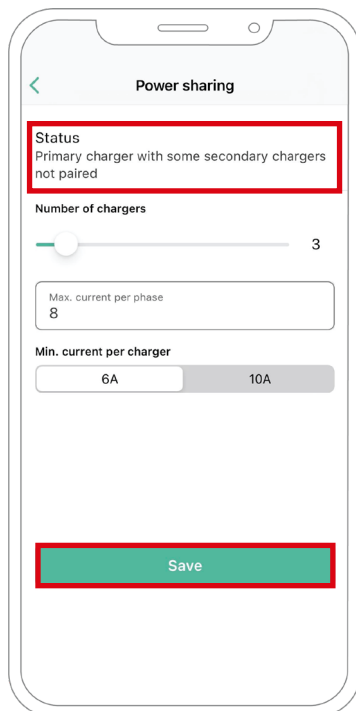 Power sharing
Status
Primary charger with some secondary chargers
not paired
Number of chargers
3
Max. current per phase
8
Min. current per charger
6A 10A
Save